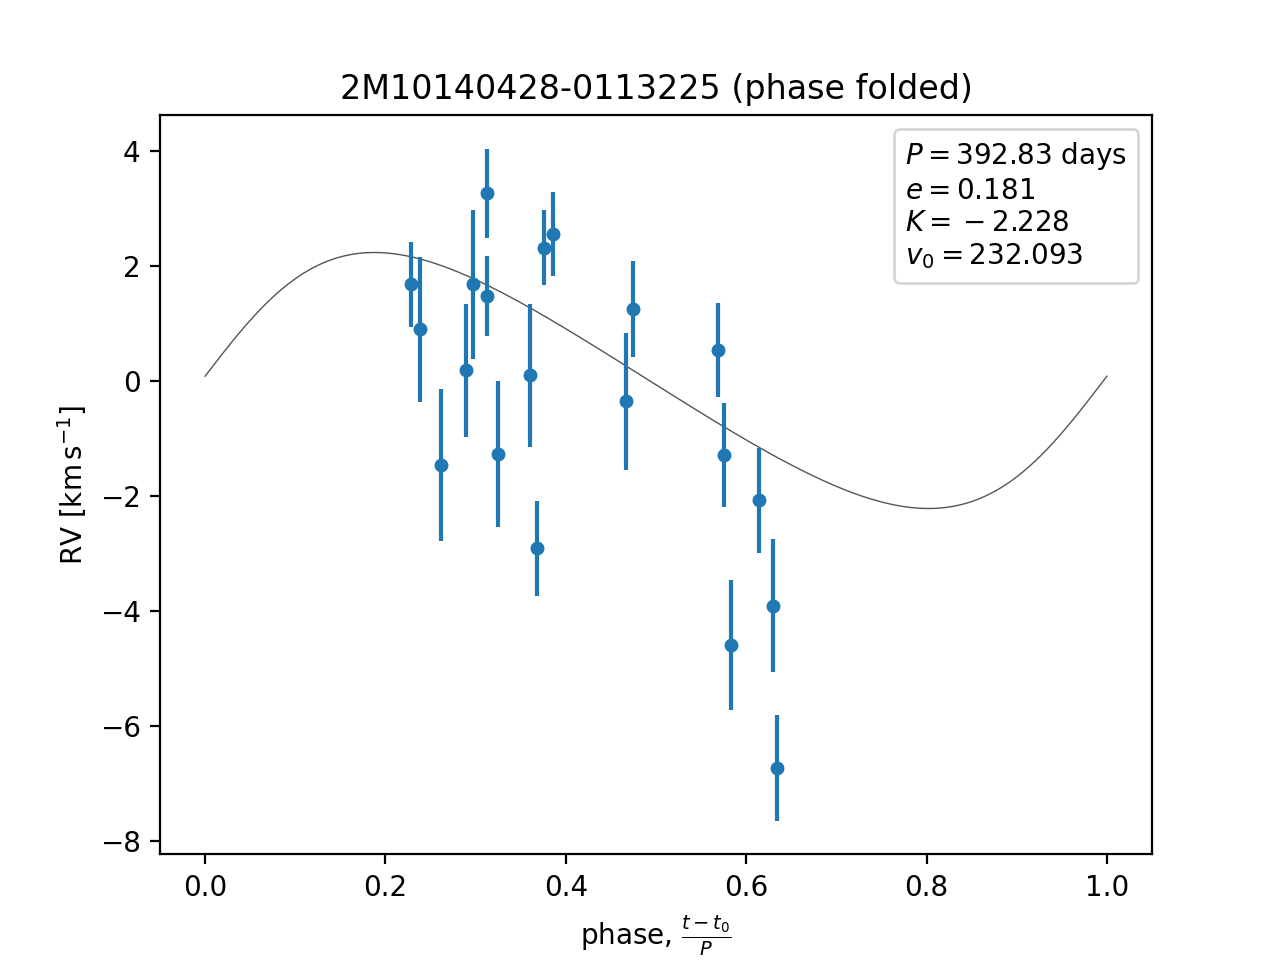 2M10140428-0113225 (phase folded)
P = 392.83 days
e = 0.181
K = −2.228
v₀ = 232.093
RV [km s⁻¹]
4
2
0
−2
−4
−6
−8
0.0 0.2 0.4 0.6 0.8 1.0
phase, (t − t₀)/P